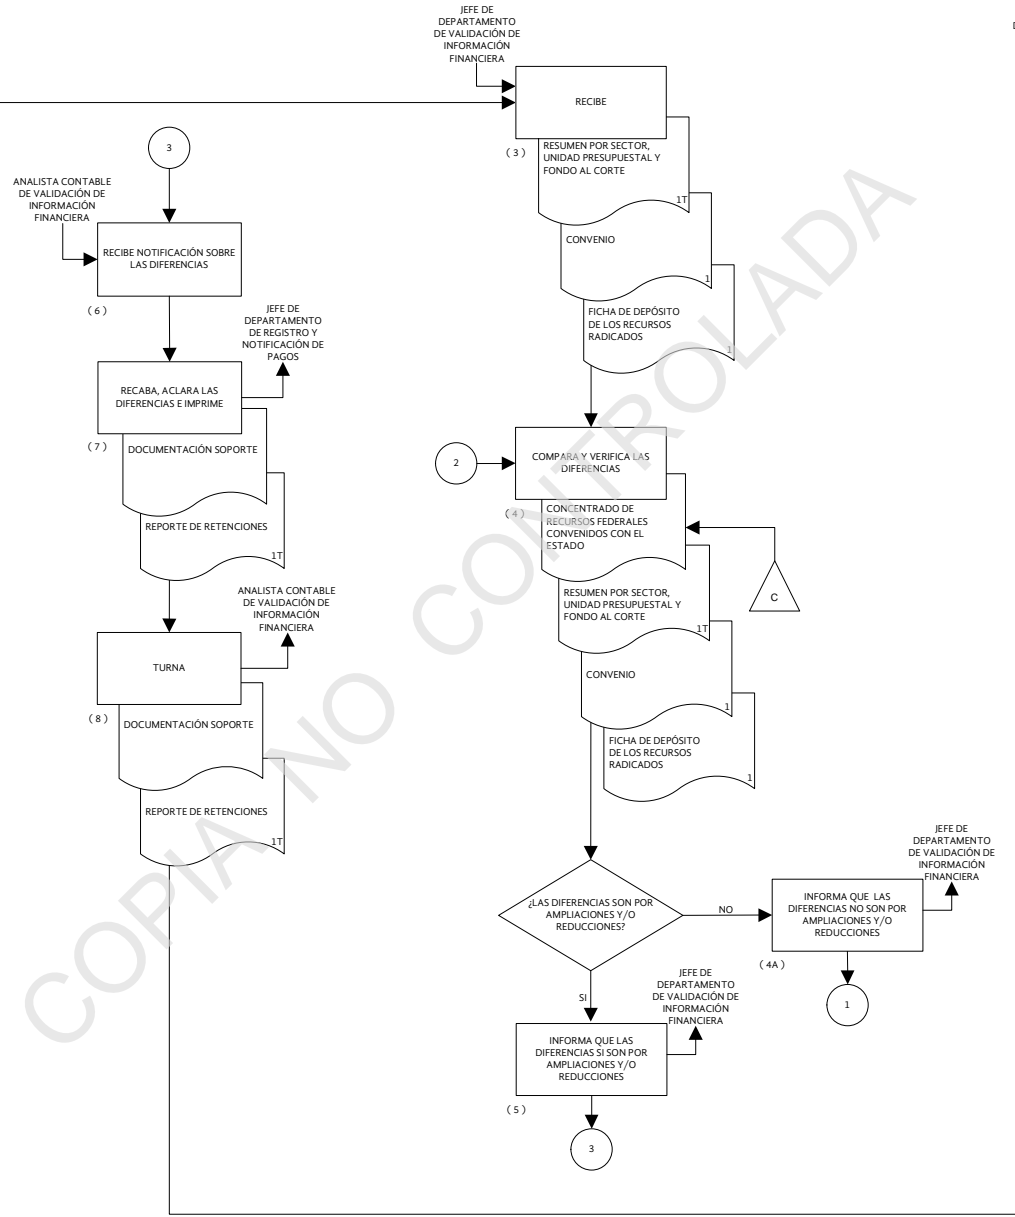 JEFE DE
DEPARTAMENTO
DE VALIDACIÓN DE
INFORMACIÓN
FINANCIERA
RECIBE
( 3 )
RESUMEN POR SECTOR,
UNIDAD PRESUPUESTAL Y
FONDO AL CORTE
1T
CONVENIO
1
FICHA DE DEPÓSITO
DE LOS RECURSOS
RADICADOS
1
3
ANALISTA CONTABLE
DE VALIDACIÓN DE
INFORMACIÓN
FINANCIERA
RECIBE NOTIFICACIÓN SOBRE
LAS DIFERENCIAS
( 6 )
JEFE DE
DEPARTAMENTO
DE REGISTRO Y
NOTIFICACIÓN DE
PAGOS
RECABA, ACLARA LAS
DIFERENCIAS E IMPRIME
( 7 )
DOCUMENTACIÓN SOPORTE
REPORTE DE RETENCIONES
1T
ANALISTA CONTABLE
DE VALIDACIÓN DE
INFORMACIÓN
FINANCIERA
TURNA
( 8 )
DOCUMENTACIÓN SOPORTE
REPORTE DE RETENCIONES
1T
2
COMPARA Y VERIFICA LAS
DIFERENCIAS
( 4 )
CONCENTRADO DE
RECURSOS FEDERALES
CONVENIDOS CON EL
ESTADO
C
RESUMEN POR SECTOR,
UNIDAD PRESUPUESTAL Y
FONDO AL CORTE
1T
CONVENIO
1
FICHA DE DEPÓSITO
DE LOS RECURSOS
RADICADOS
1
¿LAS DIFERENCIAS SON POR
AMPLIACIONES Y/O
REDUCCIONES?
NO
JEFE DE
DEPARTAMENTO
DE VALIDACIÓN DE
INFORMACIÓN
FINANCIERA
INFORMA QUE LAS
DIFERENCIAS NO SON POR
AMPLIACIONES Y/O
REDUCCIONES
( 4A )
1
SI
JEFE DE
DEPARTAMENTO
DE VALIDACIÓN DE
INFORMACIÓN
FINANCIERA
INFORMA QUE LAS
DIFERENCIAS SI SON POR
AMPLIACIONES Y/O
REDUCCIONES
( 5 )
3
COPIA NO CONTROLADA